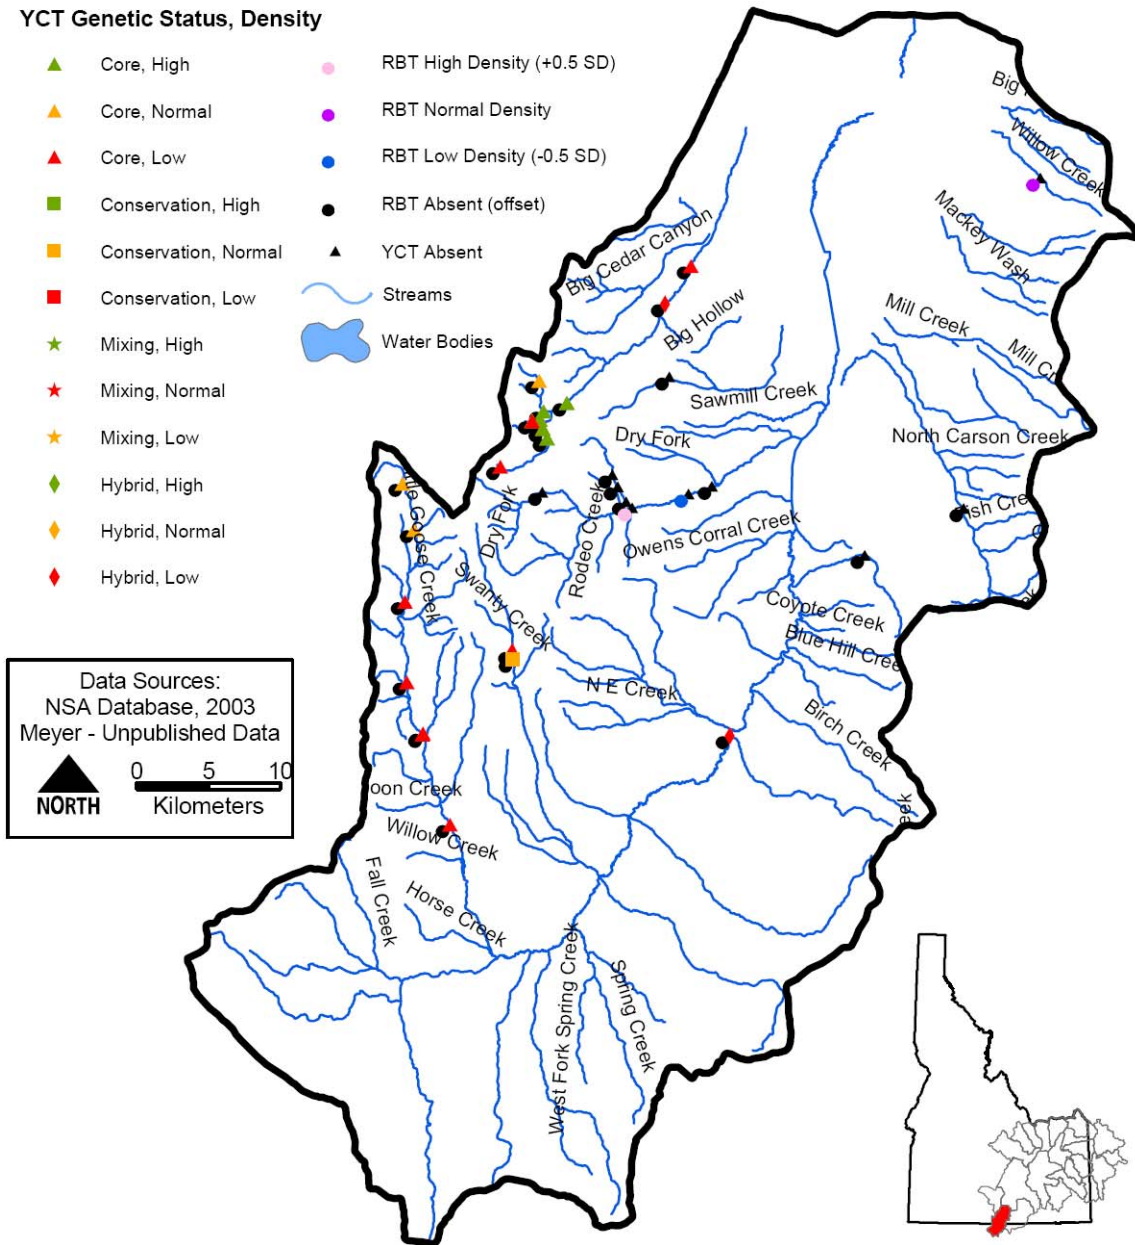 YCT Genetic Status, Density
Core, High
Core, Normal
Core, Low
Conservation, High
Conservation, Normal
Conservation, Low
Mixing, High
Mixing, Normal
Mixing, Low
Hybrid, High
Hybrid, Normal
Hybrid, Low
RBT High Density (+0.5 SD)
RBT Normal Density
RBT Low Density (-0.5 SD)
RBT Absent (offset)
YCT Absent
Streams
Water Bodies
Data Sources:
NSA Database, 2003
Meyer - Unpublished Data
NORTH
0 5 10
Kilometers
Big
Willow Creek
Mackey Wash
Big Cedar Canyon
Big Hollow
Mill Creek
Mill Cr
Sawmill Creek
Dry Fork
North Carson Creek
ttle Goose Creek
Dry Fork
Rodeo Creek
Owens Corral Creek
ish Cre
Swanty Creek
Coyote Creek
Blue Hill Cree
N E Creek
Birch Creek
oon Creek
eek
Willow Creek
Fall Creek
Horse Creek
West Fork Spring Creek
Spring Creek